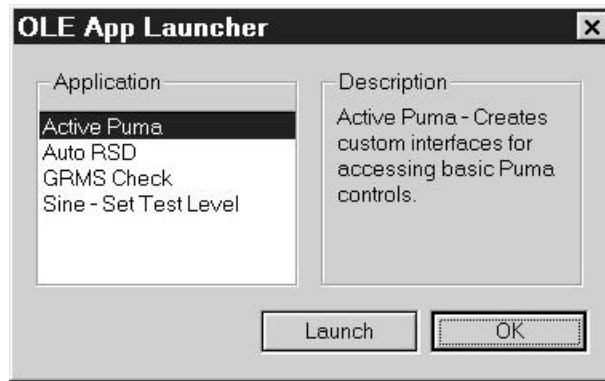 OLE App Launcher
Application
Active Puma
Auto RSD
GRMS Check
Sine - Set Test Level
Description
Active Puma - Creates
custom interfaces for
accessing basic Puma
controls.
Launch
OK